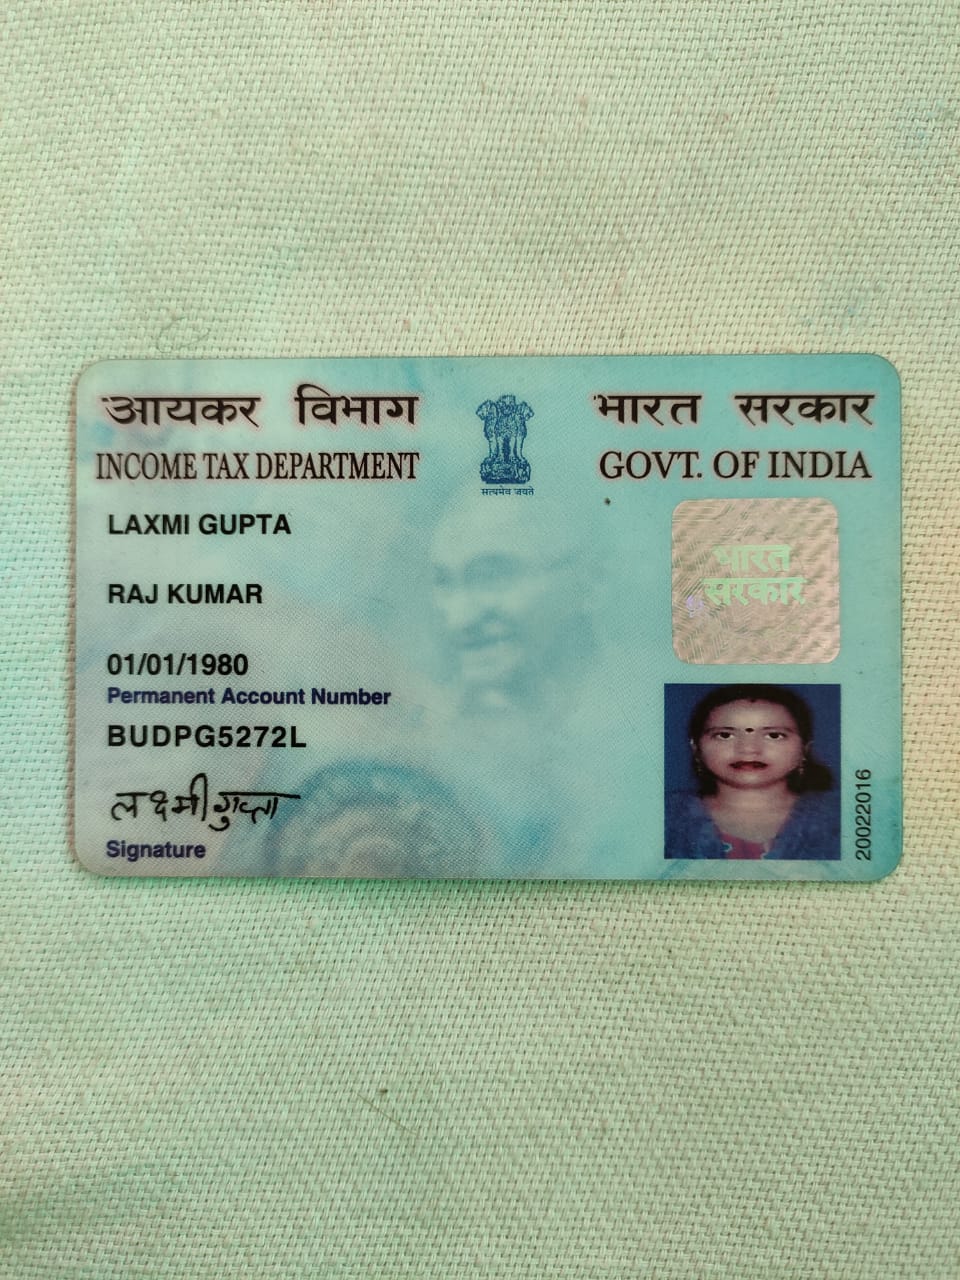 आयकर विभाग
INCOME TAX DEPARTMENT
सत्यमेव जयते
भारत सरकार
GOVT. OF INDIA
LAXMI GUPTA
RAJ KUMAR
01/01/1980
Permanent Account Number
BUDPG5272L
लक्ष्मी गुप्ता
Signature
भारत
सरकार
20022016